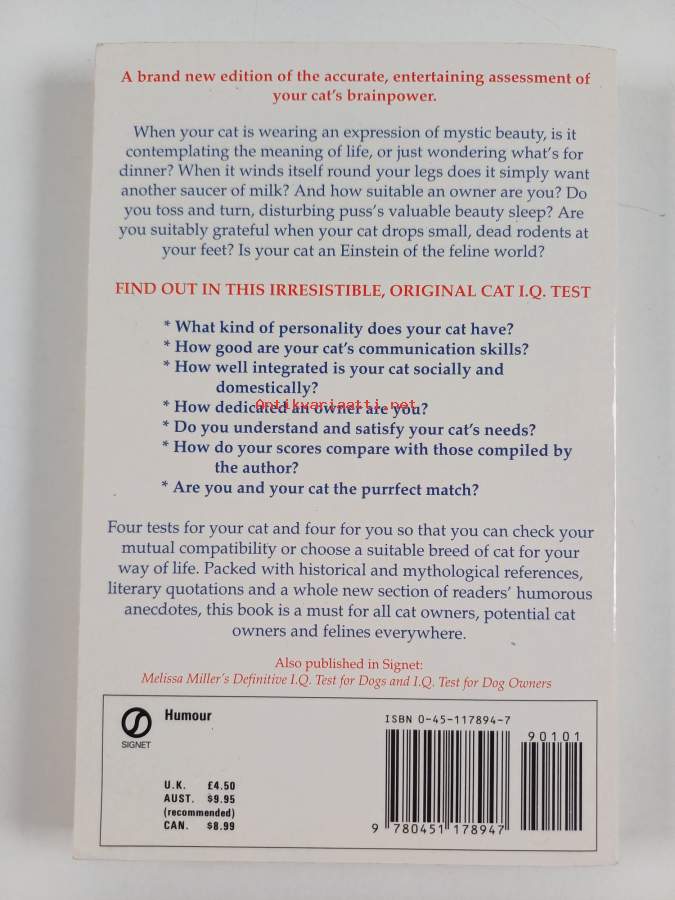 A brand new edition of the accurate, entertaining assessment of
your cat's brainpower.
When your cat is wearing an expression of mystic beauty, is it
contemplating the meaning of life, or just wondering what's for
dinner? When it winds itself round your legs does it simply want
another saucer of milk? And how suitable an owner are you? Do
you toss and turn, disturbing puss's valuable beauty sleep? Are
you suitably grateful when your cat drops small, dead rodents at
your feet? Is your cat an Einstein of the feline world?
FIND OUT IN THIS IRRESISTIBLE, ORIGINAL CAT I.Q. TEST
* What kind of personality does your cat have?
* How good are your cat's communication skills?
* How well integrated is your cat socially and
domestically?
Antikvariaatti.net
* How dedicated an owner are you?
* Do you understand and satisfy your cat's needs?
* How do your scores compare with those compiled by
the author?
* Are you and your cat the purrfect match?
Four tests for your cat and four for you so that you can check your
mutual compatibility or choose a suitable breed of cat for your
way of life. Packed with historical and mythological references,
literary quotations and a whole new section of readers' humorous
anecdotes, this book is a must for all cat owners, potential cat
owners and felines everywhere.
Also published in Signet:
Melissa Miller's Definitive I.Q. Test for Dogs and I.Q. Test for Dog Owners
SIGNET
Humour
U.K. £4.50
AUST. $9.95
(recommended)
CAN. $8.99
ISBN 0-45-117894-7
90101
9 780451 178947